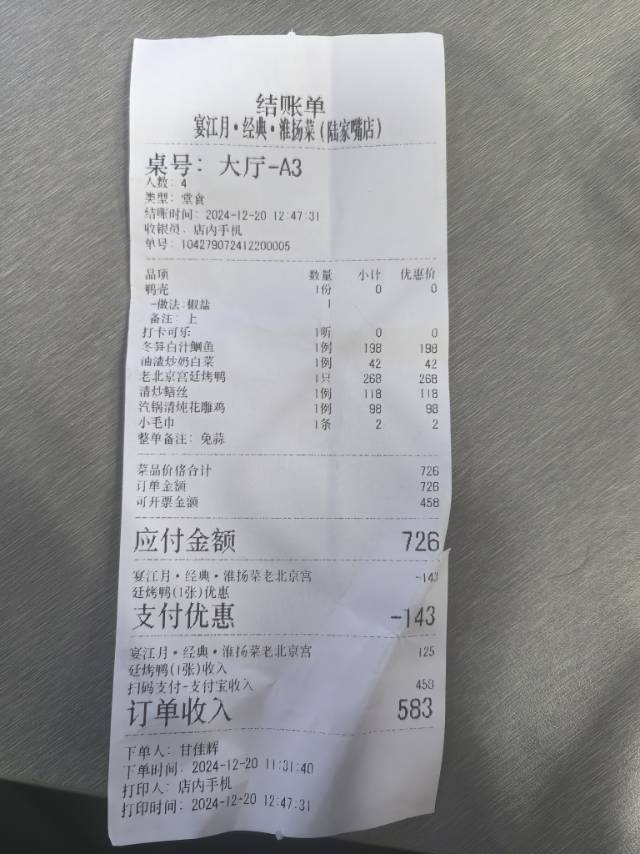 结账单
宴江月·经典·淮扬菜(陆家嘴店)
桌号: 大厅-A3
人数: 4
类型: 堂食
结账时间: 2024-12-20 12:47:31
收银员: 店内手机
单号: 104279072412200005
品项 数量 小计 优惠价
鸭壳 1份 0 0
-做法:椒盐 1
备注: 上
打卡可乐 1听 0 0
冬笋白汁鮰鱼 1例 198 198
油渣炒奶白菜 1例 42 42
老北京宫廷烤鸭 1只 268 268
清炒鳝丝 1例 118 118
汽锅清炖花雕鸡 1例 98 98
小毛巾 1条 2 2
整单备注: 免蒜
菜品价格合计 726
订单金额 726
可开票金额 458
应付金额 726
宴江月·经典·淮扬菜老北京宫 -143
廷烤鸭(1张)优惠
支付优惠 -143
宴江月·经典·淮扬菜老北京宫 125
廷烤鸭(1张)收入
扫码支付-支付宝收入 458
订单收入 583
下单人: 甘佳辉
下单时间: 2024-12-20 11:31:40
打印人: 店内手机
打印时间: 2024-12-20 12:47:31